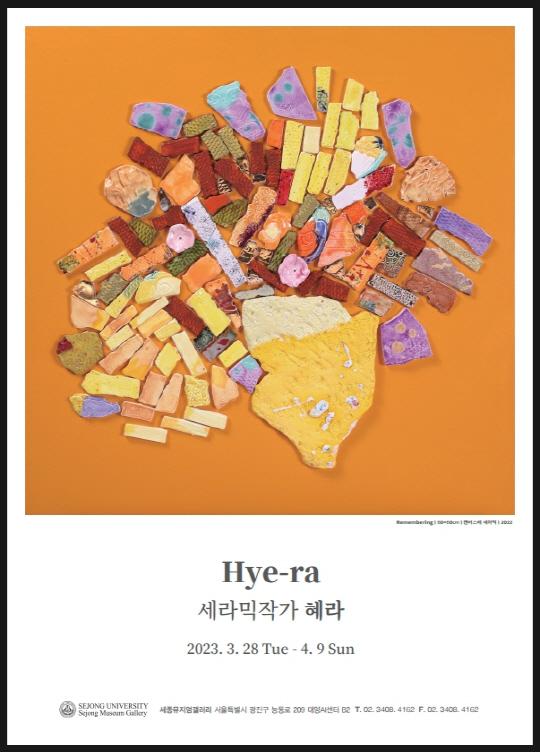 Remembering | 60×60cm | 캔버스에 세라믹 | 2022
Hye-ra
세라믹작가 혜라
2023. 3. 28 Tue - 4. 9 Sun
SEJONG UNIVERSITY
Sejong Museum Gallery
세종뮤지엄갤러리 서울특별시 광진구 능동로 209 대양AI센터 B2 T. 02. 3408. 4162 F. 02. 3408. 4162